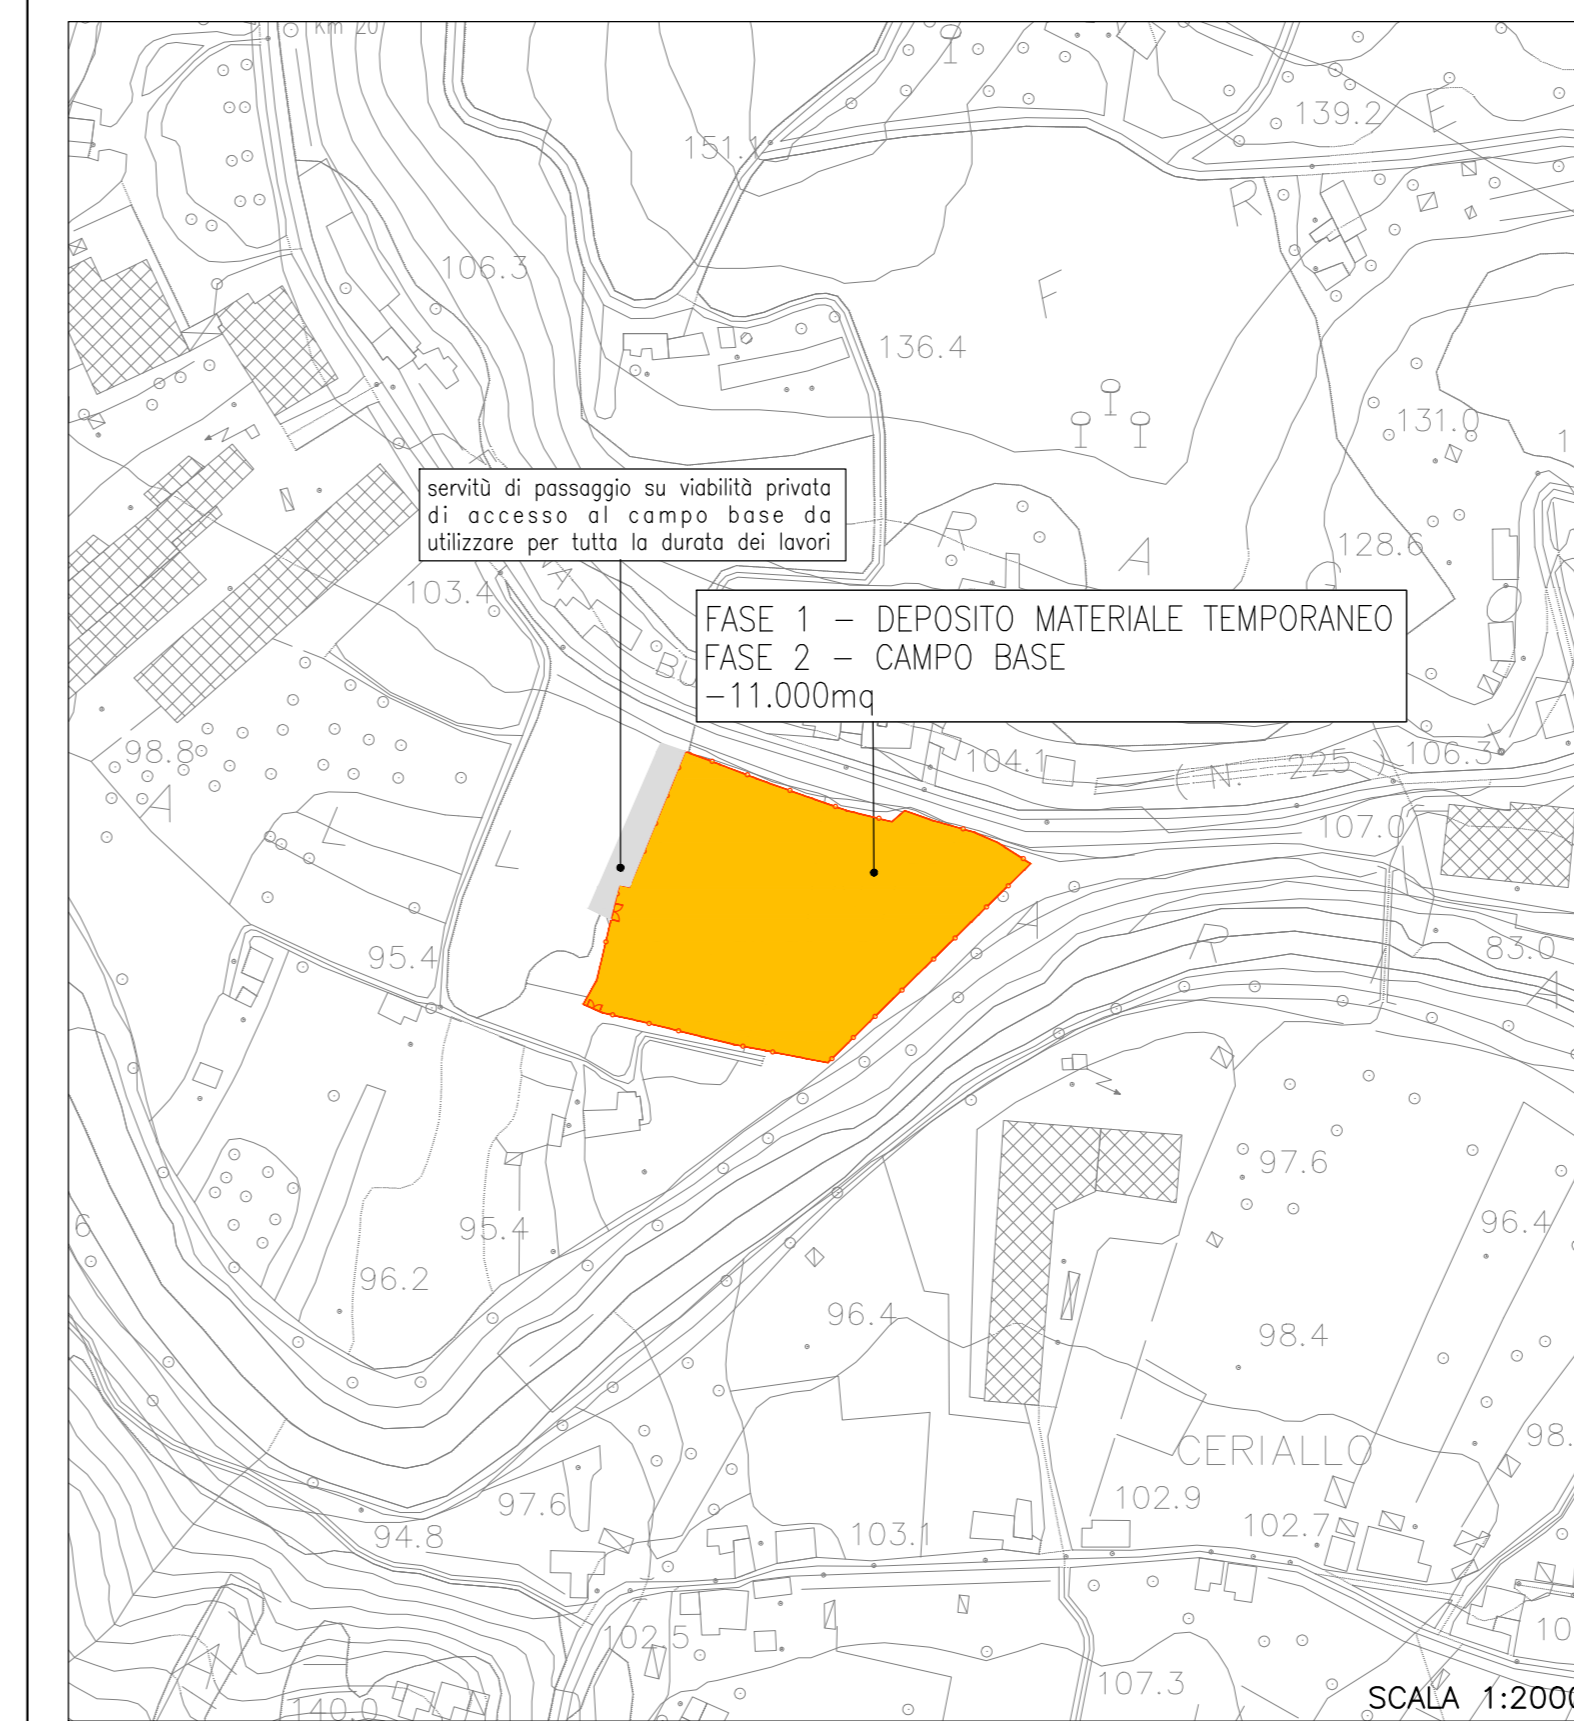 Km 20
151.1
139.2
E
R
106.3
F
136.4
131.0
servitù di passaggio su viabilità privata
di accesso al campo base da
utilizzare per tutta la durata dei lavori
R I A G
128.6
103.4
FASE 1 – DEPOSITO MATERIALE TEMPORANEO
FASE 2 – CAMPO BASE
–11.000mq
98.8
104.1
(N. 225)
106.3
A L L
107.0
A R A
95.4
83.0
97.6
95.4
96.4
96.2
96.4
98.4
CERIALLO
98.
97.6
102.9
94.8
103.1
102.7
102.5
10
107.3
140.0
SCALA 1:2000